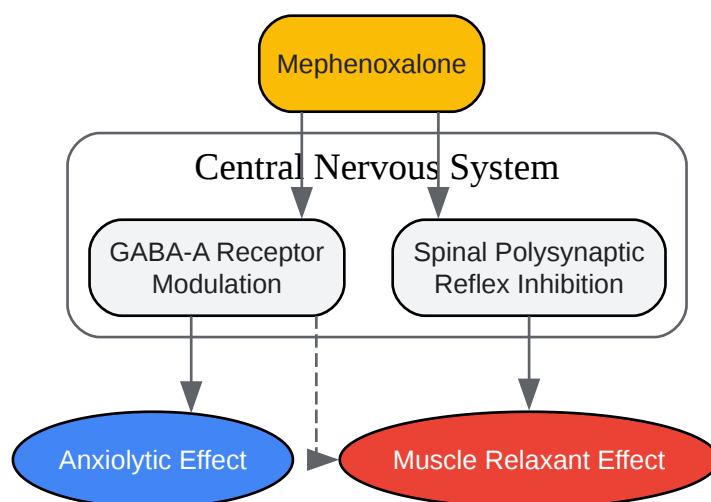 Mephenoxalone
Central Nervous System
GABA-A Receptor
Modulation
Spinal Polysynaptic
Reflex Inhibition
Anxiolytic Effect
Muscle Relaxant Effect